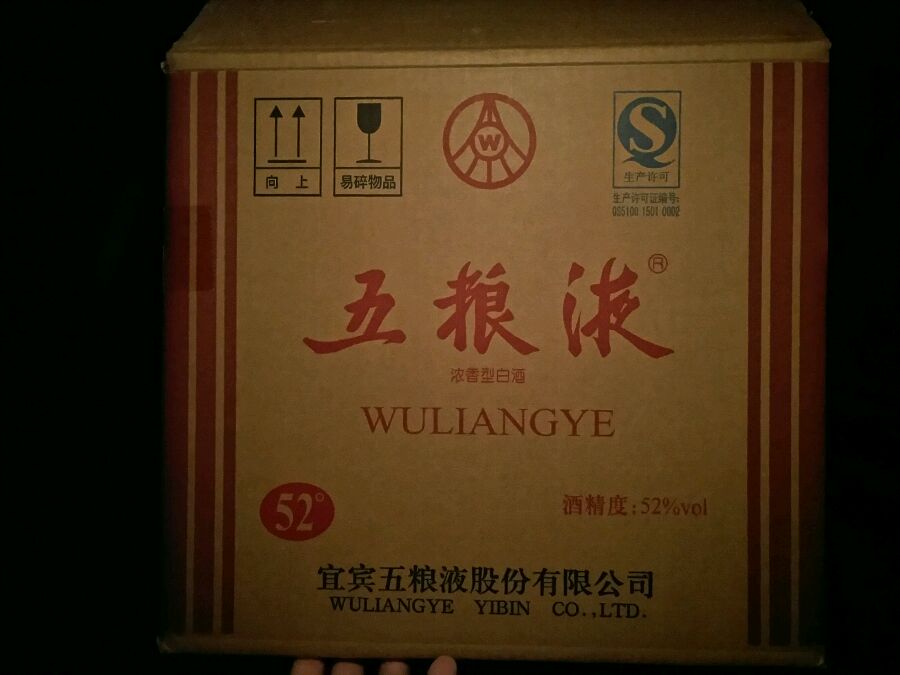 向 上
易碎物品
W
QS
生产许可
生产许可证编号:
QS5100 1501 0002
五粮液®
浓香型白酒
WULIANGYE
52°
酒精度:52%vol
宜宾五粮液股份有限公司
WULIANGYE YIBIN CO.,LTD.